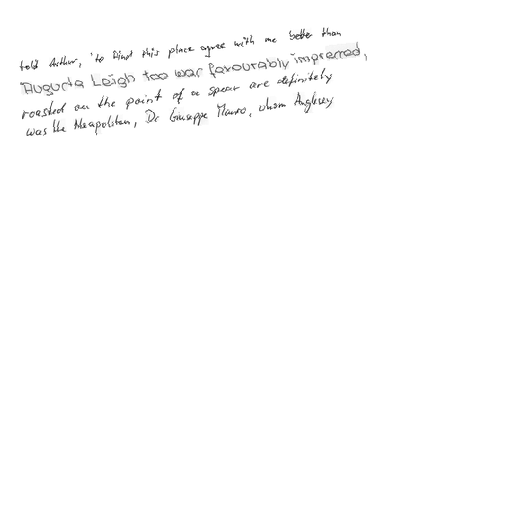 told Arthur, 'to find this place agree with me better than
Augusta Leigh too was favourably impressed,
roasted on the point of a spear are definitely
was the Neapolitan, Dr Giuseppe Mauro, whom Anglesey